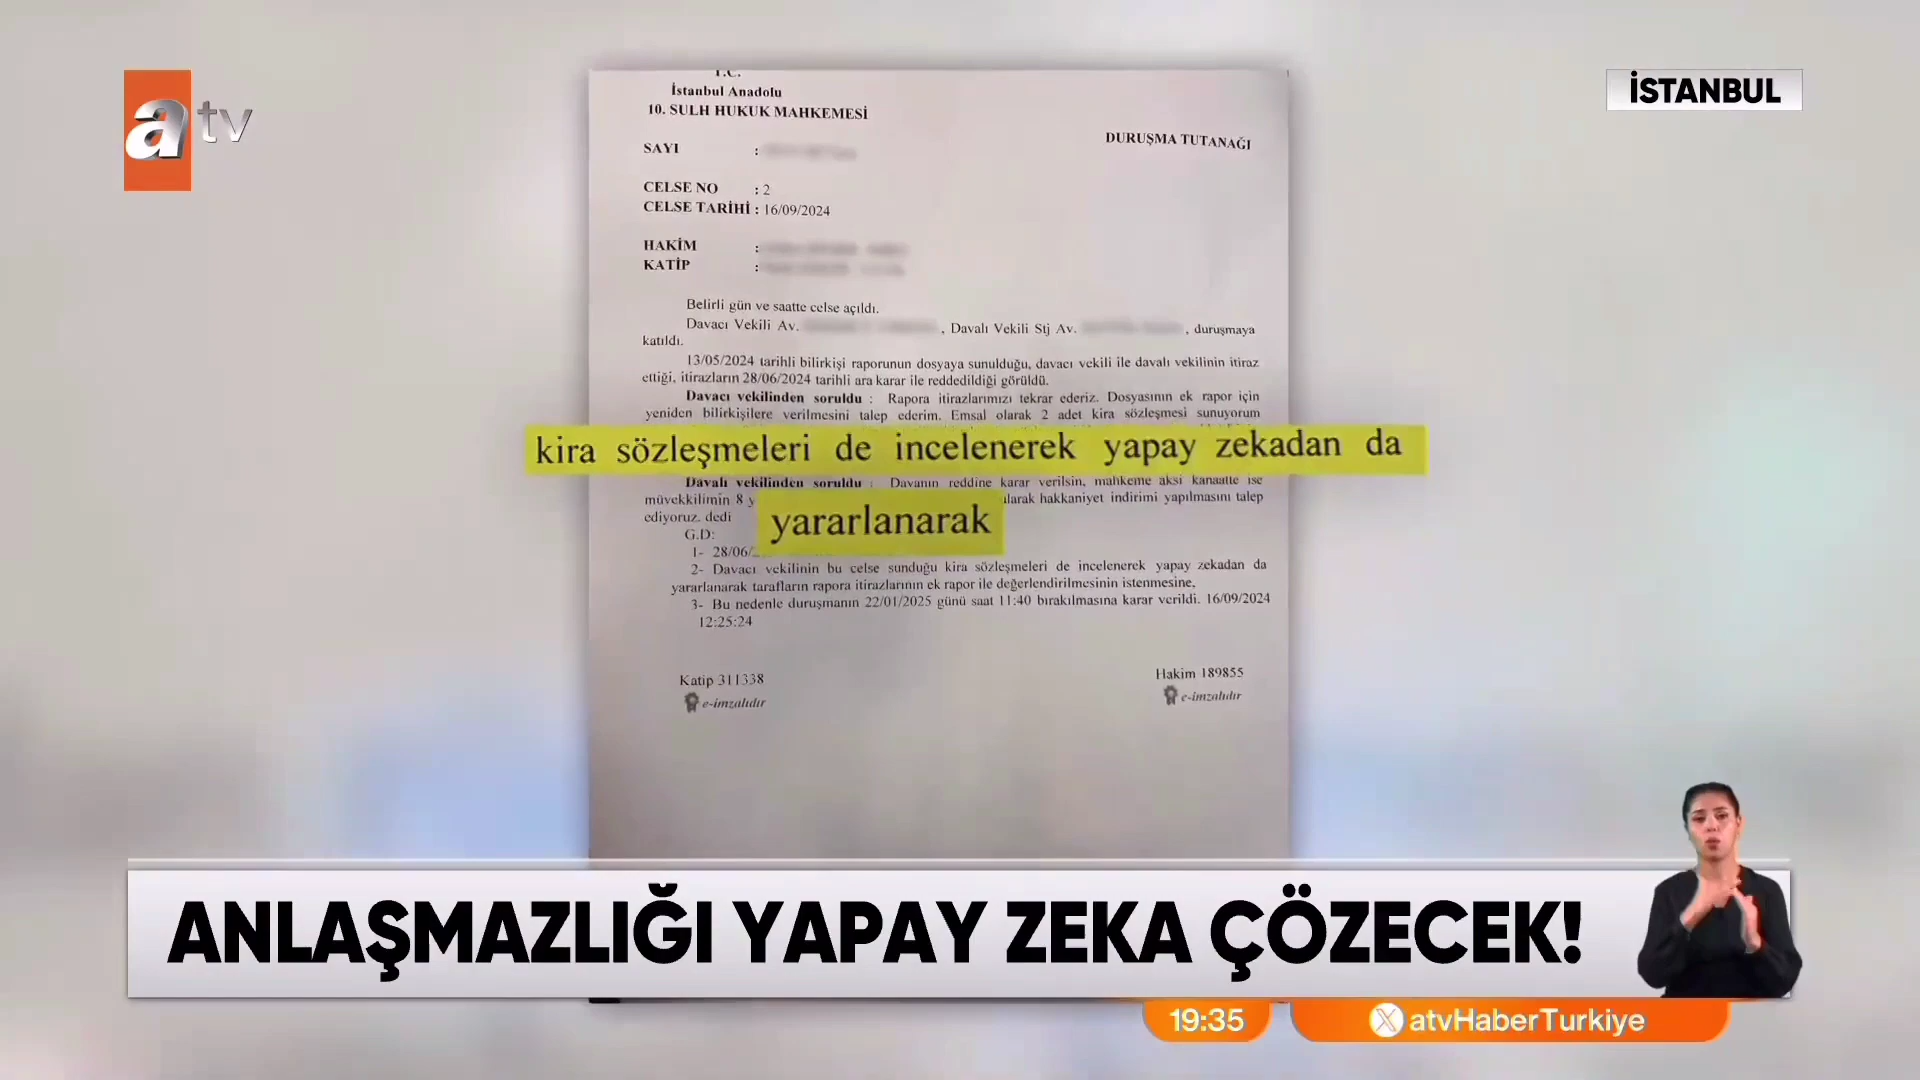 atv
İSTANBUL
T.C.
İstanbul Anadolu
10. SULH HUKUK MAHKEMESİ
DURUŞMA TUTANAĞI
SAYI :
CELSE NO : 2
CELSE TARİHİ : 16/09/2024
HAKİM :
KATİP :
Belirli gün ve saatte celse açıldı.
Davacı Vekili Av. , Davalı Vekili Stj Av. , duruşmaya
katıldı.
13/05/2024 tarihli bilirkişi raporunun dosyaya sunulduğu, davacı vekili ile davalı vekilinin itiraz
ettiği, itirazların 28/06/2024 tarihli ara karar ile reddedildiği görüldü.
Davacı vekilinden soruldu : Rapora itirazlarımızı tekrar ederiz. Dosyasının ek rapor için
yeniden bilirkişilere verilmesini talep ederim. Emsal olarak 2 adet kira sözleşmesi sunuyorum
kira sözleşmeleri de incelenerek yapay zekadan da
Davalı vekilinden soruldu : Davanın reddine karar verilsin, mahkeme aksi kanaatte ise
müvekkilimin 8 hakkaniyet indirimi yapılmasını talep
yararlanarak
ediyoruz. dedi
G.D:
1- 28/06/
2- Davacı vekilinin bu celse sunduğu kira sözleşmeleri de incelenerek yapay zekadan da
yararlanarak tarafların rapora itirazlarının ek rapor ile değerlendirilmesinin istenmesine,
3- Bu nedenle duruşmanın 22/01/2025 günü saat 11:40 bırakılmasına karar verildi. 16/09/2024
12:25:24
Katip 311338
Hakim 189855
e-imzalıdır
e-imzalıdır
ANLAŞMAZLIĞI YAPAY ZEKA ÇÖZECEK!
19:35
atvHaberTurkiye